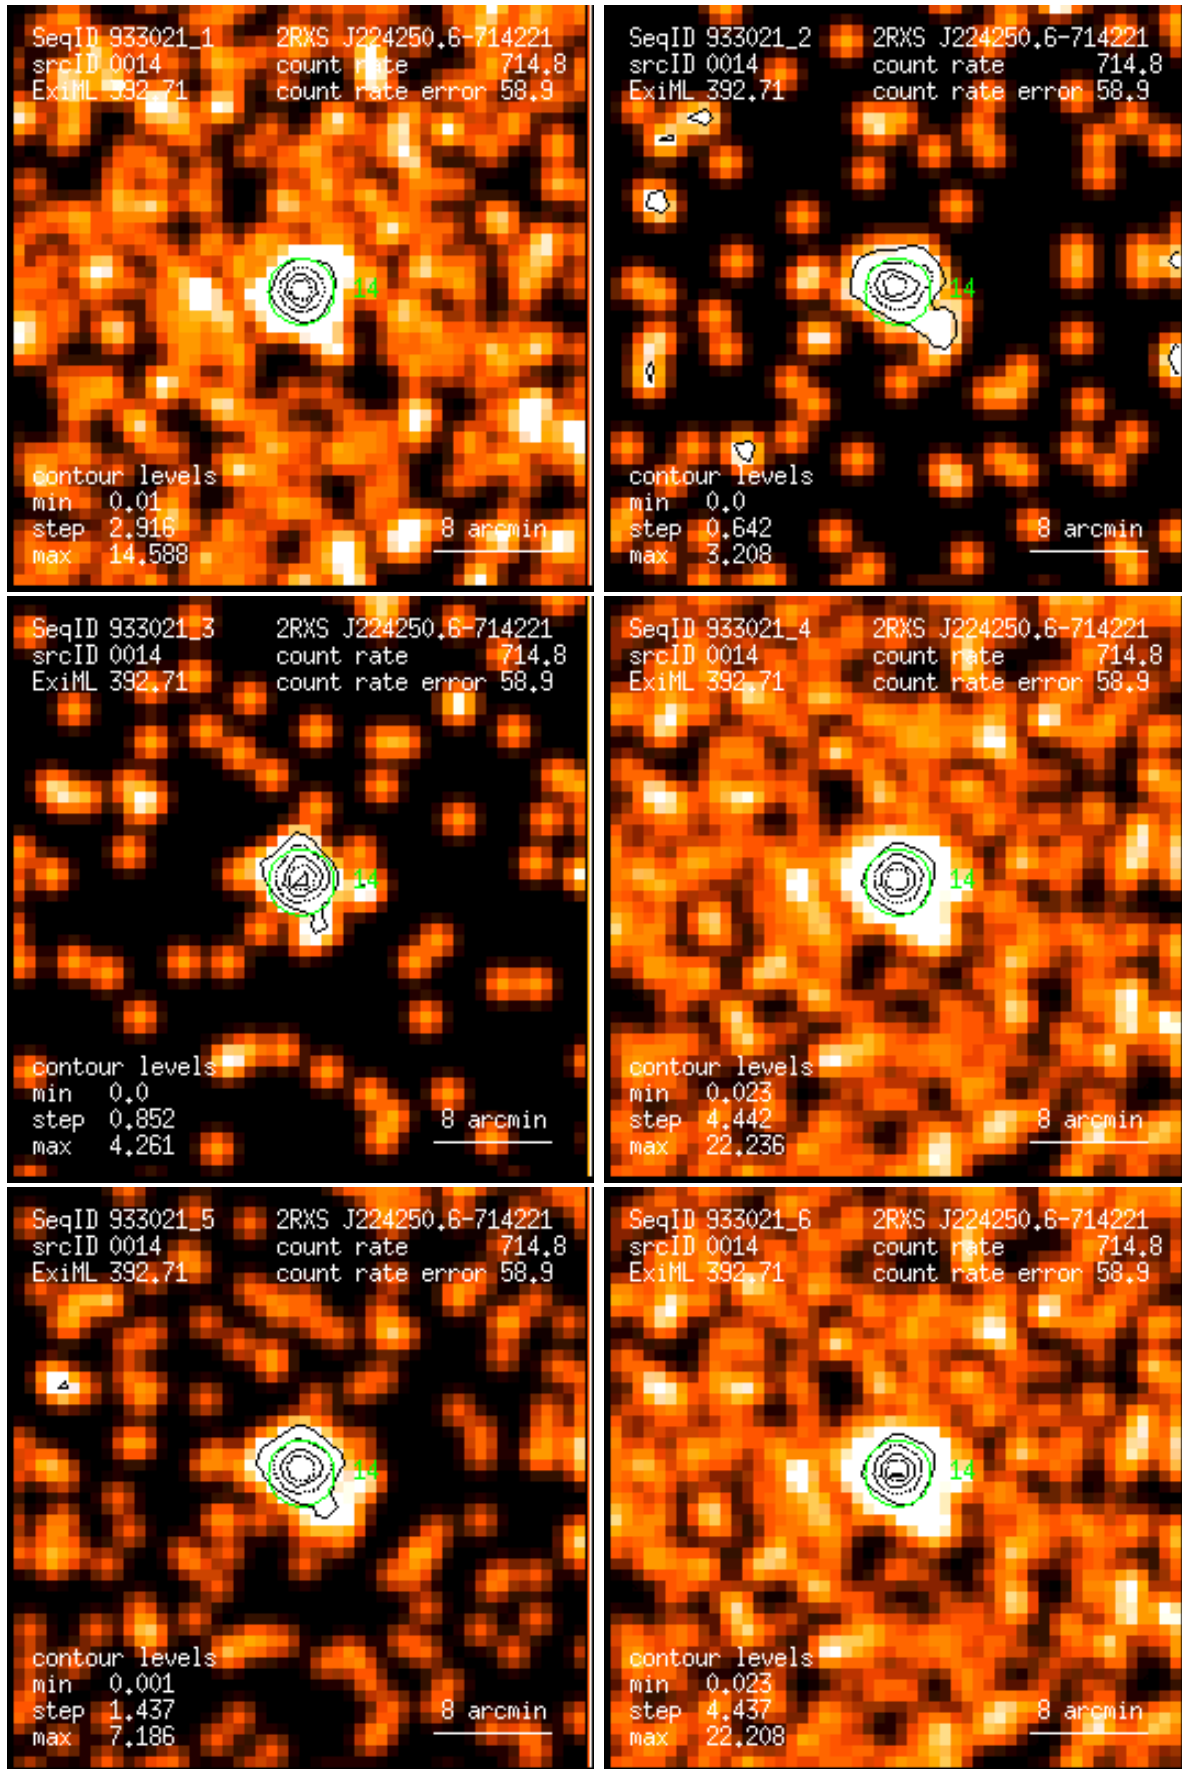 SeqID 933021_1 2RXS J224250.6-714221
srcID 0014 count rate 714.8
ExiML 392.71 count rate error 58.9
14
contour levels
min 0.01
step 2.916 8 arcmin
max 14.588
SeqID 933021_2 2RXS J224250.6-714221
srcID 0014 count rate 714.8
ExiML 392.71 count rate error 58.9
14
contour levels
min 0.0
step 0.642 8 arcmin
max 3.208
SeqID 933021_3 2RXS J224250.6-714221
srcID 0014 count rate 714.8
ExiML 392.71 count rate error 58.9
14
contour levels
min 0.0
step 0.852 8 arcmin
max 4.261
SeqID 933021_4 2RXS J224250.6-714221
srcID 0014 count rate 714.8
ExiML 392.71 count rate error 58.9
14
contour levels
min 0.023
step 4.442 8 arcmin
max 22.236
SeqID 933021_5 2RXS J224250.6-714221
srcID 0014 count rate 714.8
ExiML 392.71 count rate error 58.9
14
contour levels
min 0.001
step 1.437 8 arcmin
max 7.186
SeqID 933021_6 2RXS J224250.6-714221
srcID 0014 count rate 714.8
ExiML 392.71 count rate error 58.9
14
contour levels
min 0.023
step 4.437 8 arcmin
max 22.208